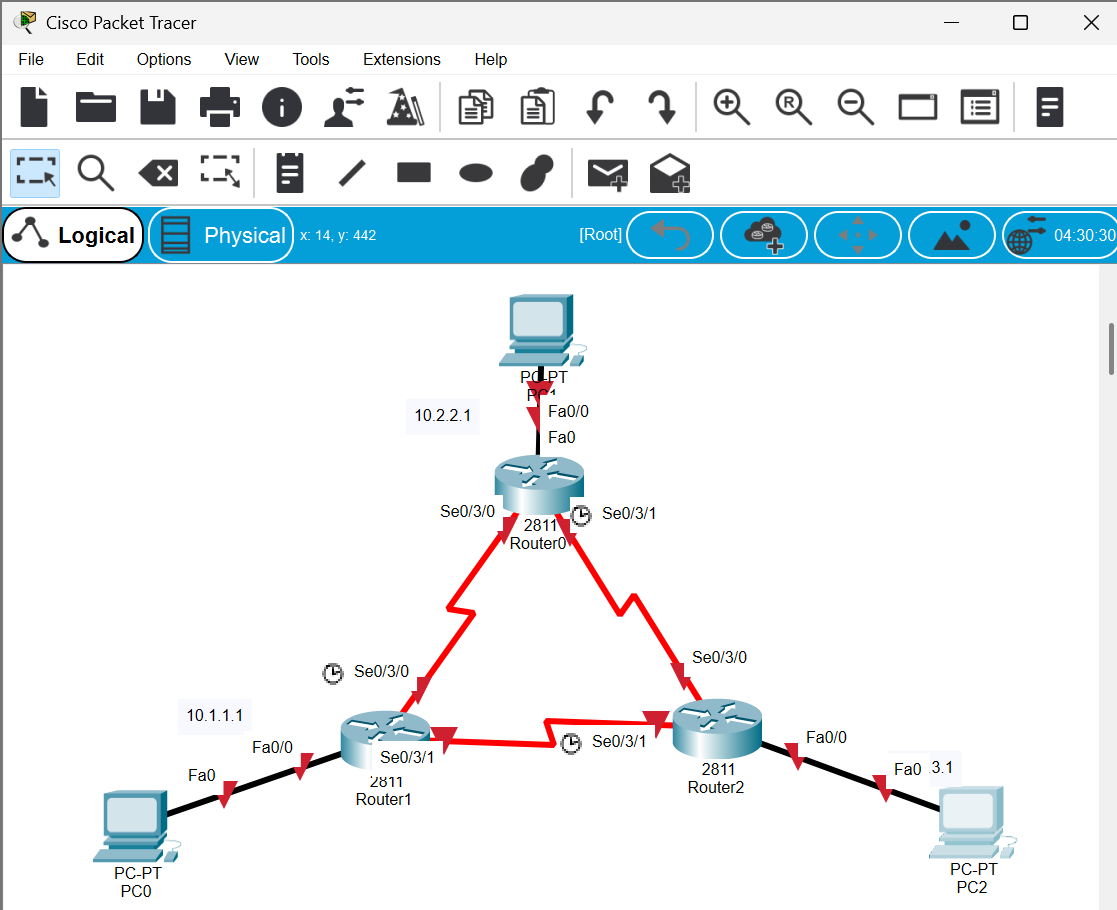 Cisco Packet Tracer
File Edit Options View Tools Extensions Help
R
Logical Physical x: 14, y: 442 [Root] 04:30:30
PC-PT
10.2.2.1
Fa0/0
Fa0
Se0/3/0
Se0/3/1
2811
Router0
Se0/3/0
Se0/3/0
10.1.1.1
Fa0/0
Fa0
Se0/3/1
2811
Router1
Se0/3/1
2811
Router2
Fa0/0
Fa0
.3.1
PC-PT
PC0
PC-PT
PC2